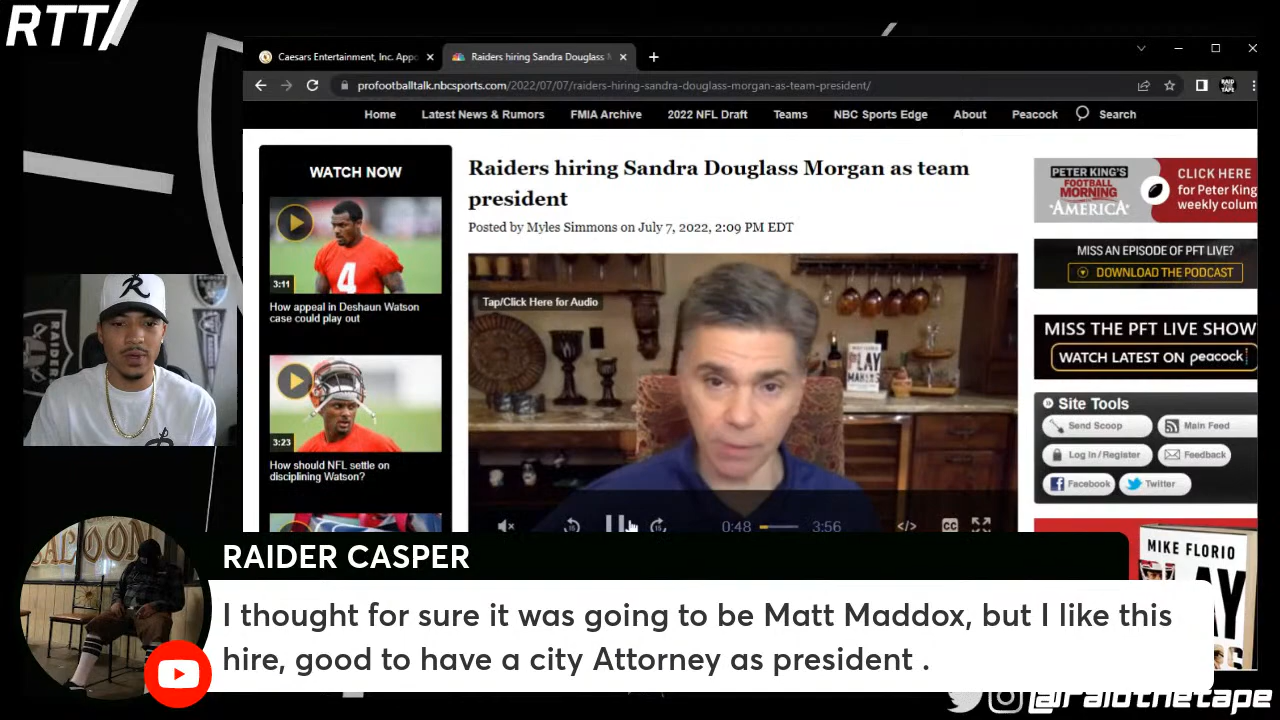 RTT/
Caesars Entertainment, Inc. Appo
Raiders hiring Sandra Douglass M
profootballtalk.nbcsports.com/2022/07/07/raiders-hiring-sandra-douglass-morgan-as-team-president/
Home Latest News & Rumors FMIA Archive 2022 NFL Draft Teams NBC Sports Edge About Peacock Search
WATCH NOW
4
3:11
How appeal in Deshaun Watson
case could play out
3:23
How should NFL settle on
disciplining Watson?
Raiders hiring Sandra Douglass Morgan as team
president
Posted by Myles Simmons on July 7, 2022, 2:09 PM EDT
Tap/Click Here for Audio
0:48 3:56
CC
PETER KING'S
FOOTBALL
MORNING
AMERICA
CLICK HERE
for Peter King
weekly colum
MISS AN EPISODE OF PFT LIVE?
DOWNLOAD THE PODCAST
MISS THE PFT LIVE SHOW
WATCH LATEST ON peacock
Site Tools
Send Scoop Main Feed
Log In/Register Feedback
Facebook Twitter
MIKE FLORIO
RAIDER
R
RAIDER CASPER
I thought for sure it was going to be Matt Maddox, but I like this
hire, good to have a city Attorney as president .
@raidthetape